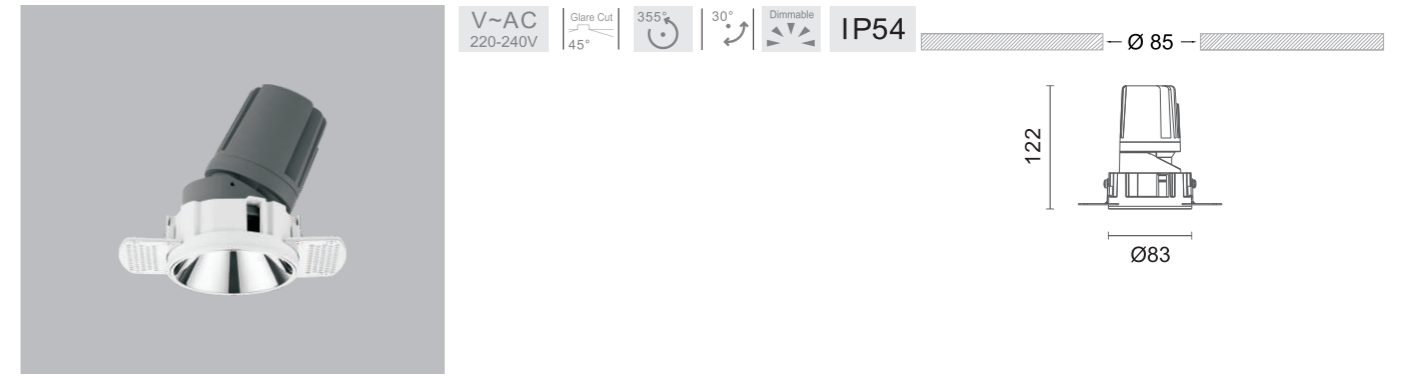 V~AC
220-240V
Glare Cut
45°
355°
30°
Dimmable
IP54
Ø 85
122
Ø83